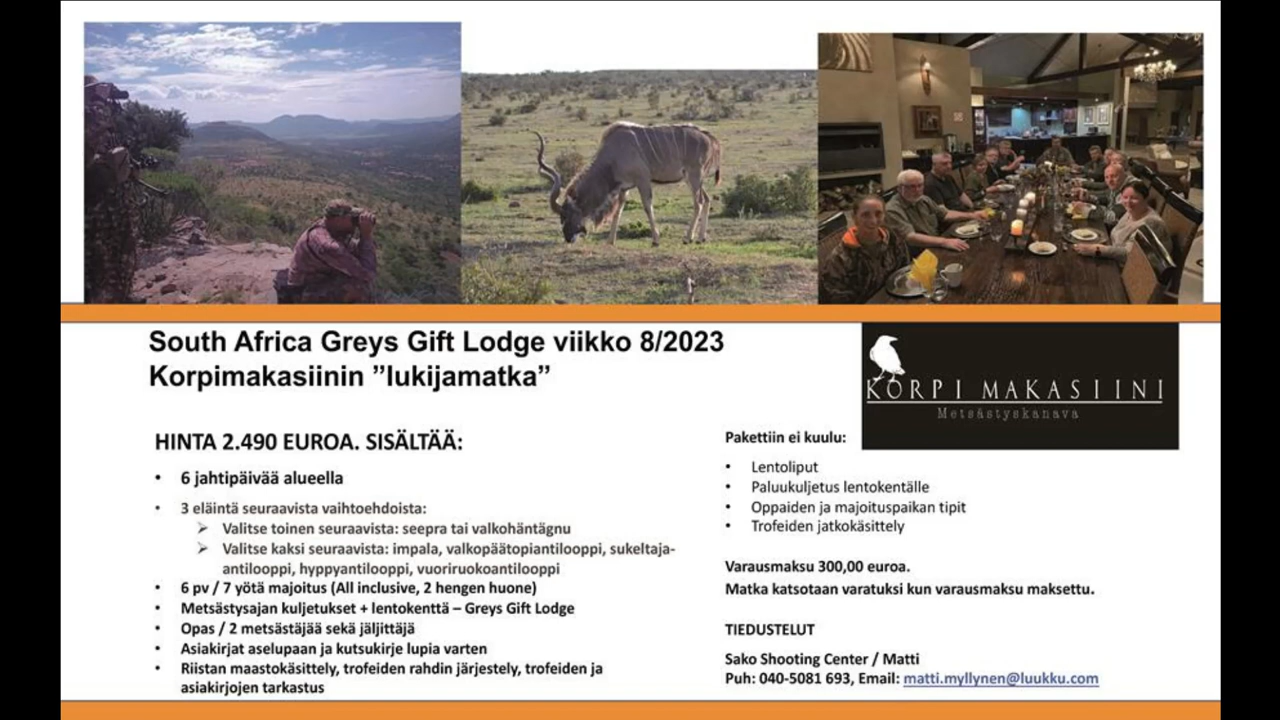 South Africa Greys Gift Lodge viikko 8/2023
Korpimakasiinin ”lukijamatka”
KORPI MAKASIINI
Metsästyskanava
HINTA 2.490 EUROA. SISÄLTÄÄ:
• 6 jahtipäivää alueella
• 3 eläintä seuraavista vaihtoehdoista:
➢ Valitse toinen seuraavista: seepra tai valkohäntägnu
➢ Valitse kaksi seuraavista: impala, valkopäätopiantilooppi, sukeltaja-
antilooppi, hyppyantilooppi, vuoriruokoantilooppi
• 6 pv / 7 yötä majoitus (All inclusive, 2 hengen huone)
• Metsästysajan kuljetukset + lentokenttä – Greys Gift Lodge
• Opas / 2 metsästäjää sekä jäljittäjä
• Asiakirjat aselupaan ja kutsukirje lupia varten
• Riistan maastokäsittely, trofeiden rahdin järjestely, trofeiden ja
asiakirjojen tarkastus
Pakettiin ei kuulu:
• Lentoliput
• Paluukuljetus lentokentälle
• Oppaiden ja majoituspaikan tipit
• Trofeiden jatkokäsittely
Varausmaksu 300,00 euroa.
Matka katsotaan varatuksi kun varausmaksu maksettu.
TIEDUSTELUT
Sako Shooting Center / Matti
Puh: 040-5081 693, Email: matti.myllynen@luukku.com